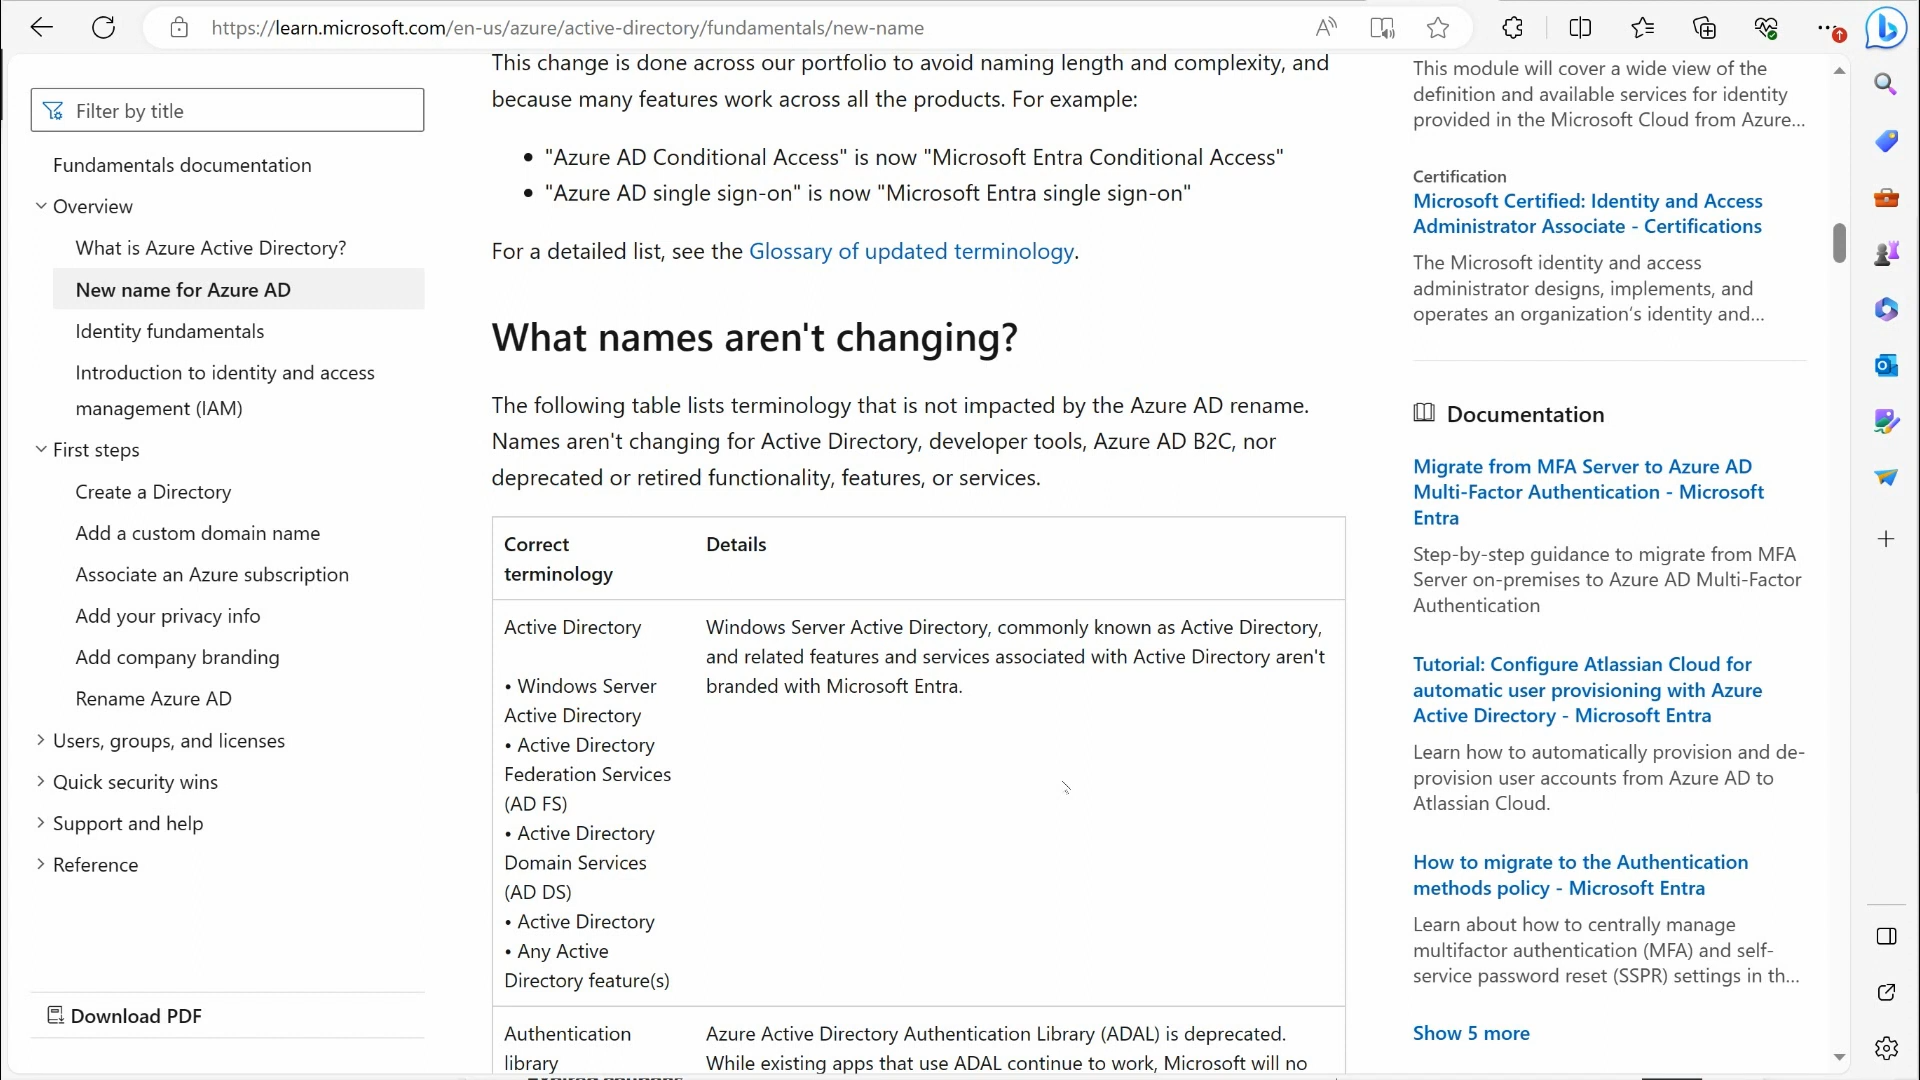 https://learn.microsoft.com/en-us/azure/active-directory/fundamentals/new-name
Filter by title
Fundamentals documentation
Overview
What is Azure Active Directory?
New name for Azure AD
Identity fundamentals
Introduction to identity and access
management (IAM)
First steps
Create a Directory
Add a custom domain name
Associate an Azure subscription
Add your privacy info
Add company branding
Rename Azure AD
Users, groups, and licenses
Quick security wins
Support and help
Reference
Download PDF
This change is done across our portfolio to avoid naming length and complexity, and
because many features work across all the products. For example:
• "Azure AD Conditional Access" is now "Microsoft Entra Conditional Access"
• "Azure AD single sign-on" is now "Microsoft Entra single sign-on"
For a detailed list, see the Glossary of updated terminology.
What names aren't changing?
The following table lists terminology that is not impacted by the Azure AD rename.
Names aren't changing for Active Directory, developer tools, Azure AD B2C, nor
deprecated or retired functionality, features, or services.
Correct
terminology
Details
Active Directory
• Windows Server
Active Directory
• Active Directory
Federation Services
(AD FS)
• Active Directory
Domain Services
(AD DS)
• Active Directory
• Any Active
Directory feature(s)
Windows Server Active Directory, commonly known as Active Directory,
and related features and services associated with Active Directory aren't
branded with Microsoft Entra.
Authentication
library
Azure Active Directory Authentication Library (ADAL) is deprecated.
While existing apps that use ADAL continue to work, Microsoft will no
This module will cover a wide view of the
definition and available services for identity
provided in the Microsoft Cloud from Azure...
Certification
Microsoft Certified: Identity and Access
Administrator Associate - Certifications
The Microsoft identity and access
administrator designs, implements, and
operates an organization's identity and...
Documentation
Migrate from MFA Server to Azure AD
Multi-Factor Authentication - Microsoft
Entra
Step-by-step guidance to migrate from MFA
Server on-premises to Azure AD Multi-Factor
Authentication
Tutorial: Configure Atlassian Cloud for
automatic user provisioning with Azure
Active Directory - Microsoft Entra
Learn how to automatically provision and de-
provision user accounts from Azure AD to
Atlassian Cloud.
How to migrate to the Authentication
methods policy - Microsoft Entra
Learn about how to centrally manage
multifactor authentication (MFA) and self-
service password reset (SSPR) settings in th...
Show 5 more